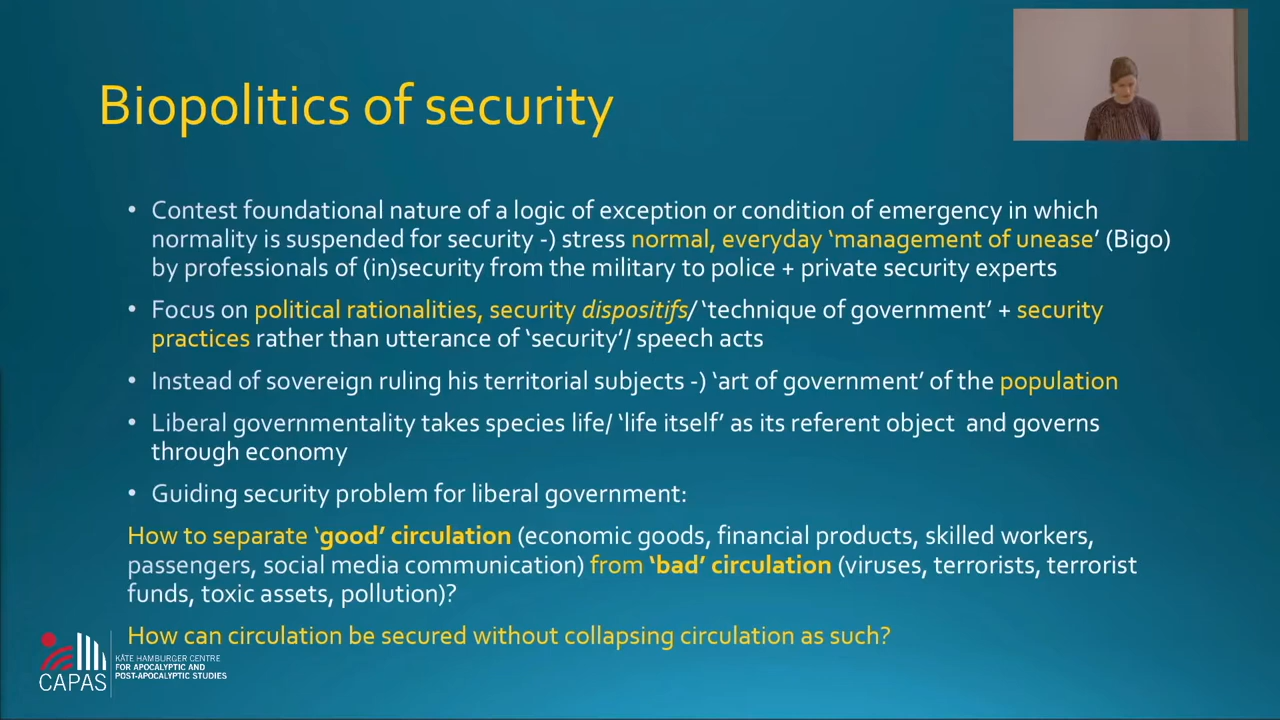 Biopolitics of security
• Contest foundational nature of a logic of exception or condition of emergency in which
normality is suspended for security -) stress normal, everyday ‘management of unease’ (Bigo)
by professionals of (in)security from the military to police + private security experts
• Focus on political rationalities, security dispositifs/ ‘technique of government’ + security
practices rather than utterance of ‘security’/ speech acts
• Instead of sovereign ruling his territorial subjects -) ‘art of government’ of the population
• Liberal governmentality takes species life/ ‘life itself’ as its referent object and governs
through economy
• Guiding security problem for liberal government:
How to separate ‘good’ circulation (economic goods, financial products, skilled workers,
passengers, social media communication) from ‘bad’ circulation (viruses, terrorists, terrorist
funds, toxic assets, pollution)?
How can circulation be secured without collapsing circulation as such?
CAPAS
KÄTE HAMBURGER CENTRE
FOR APOCALYPTIC AND
POST-APOCALYPTIC STUDIES